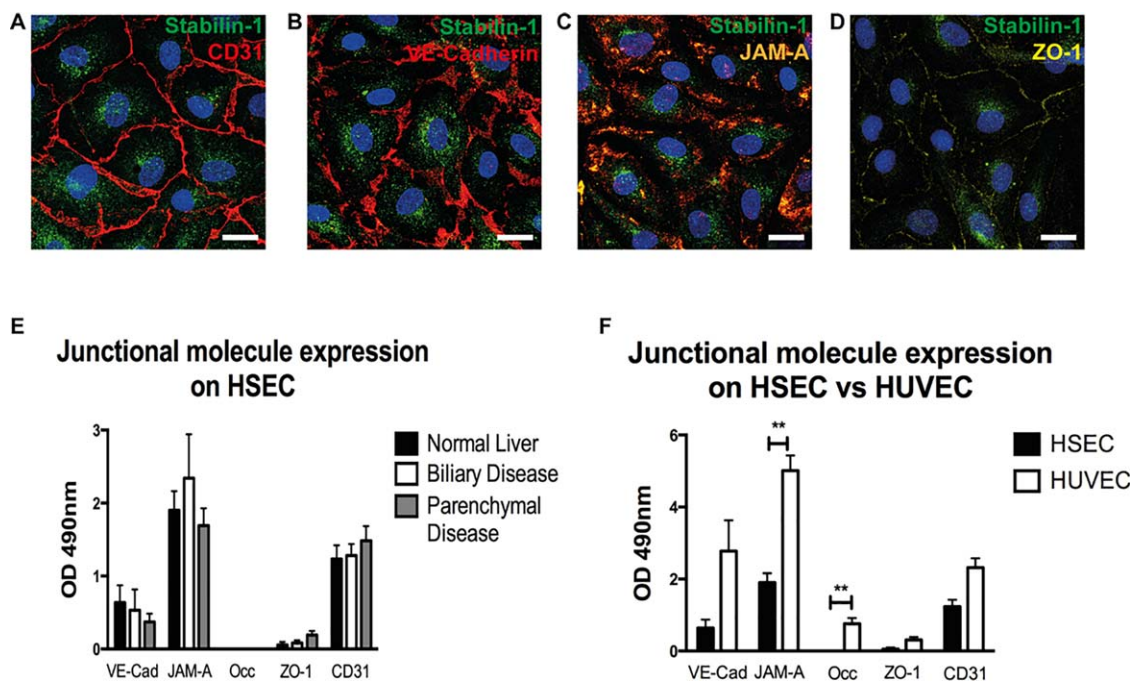 A
Stabilin-1
CD31
B
Stabilin-1
VE-Cadherin
C
Stabilin-1
JAM-A
D
Stabilin-1
ZO-1
E
Junctional molecule expression
on HSEC
OD 490nm
3
2
1
0
VE-Cad JAM-A Occ ZO-1 CD31
Normal Liver
Biliary Disease
Parenchymal
Disease
F
Junctional molecule expression
on HSEC vs HUVEC
OD 490nm
6
4
2
0
**
**
VE-Cad JAM-A Occ ZO-1 CD31
HSEC
HUVEC